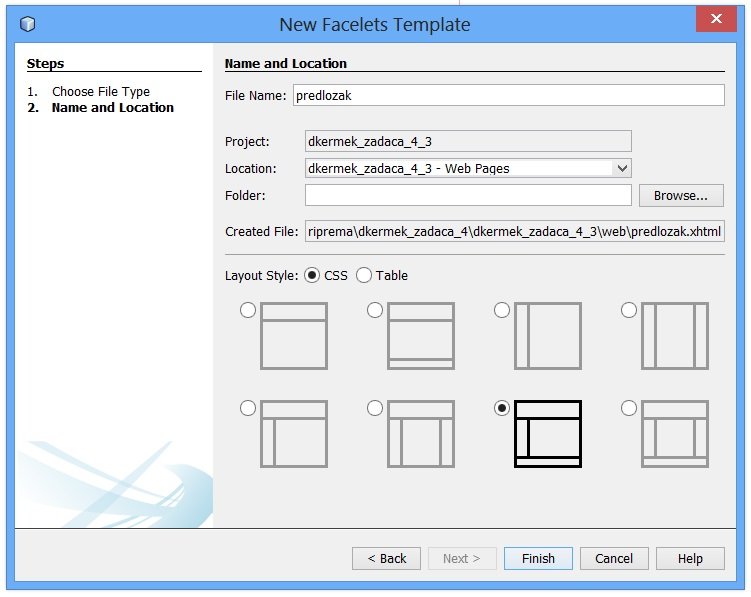 New Facelets Template
Steps
1. Choose File Type
2. Name and Location
Name and Location
File Name: predlozak
Project: dkermek_zadaca_4_3
Location: dkermek_zadaca_4_3 - Web Pages
Folder: Browse...
Created File: riprema\dkermek_zadaca_4\dkermek_zadaca_4_3\web\predlozak.xhtml
Layout Style: CSS Table
< Back Next > Finish Cancel Help